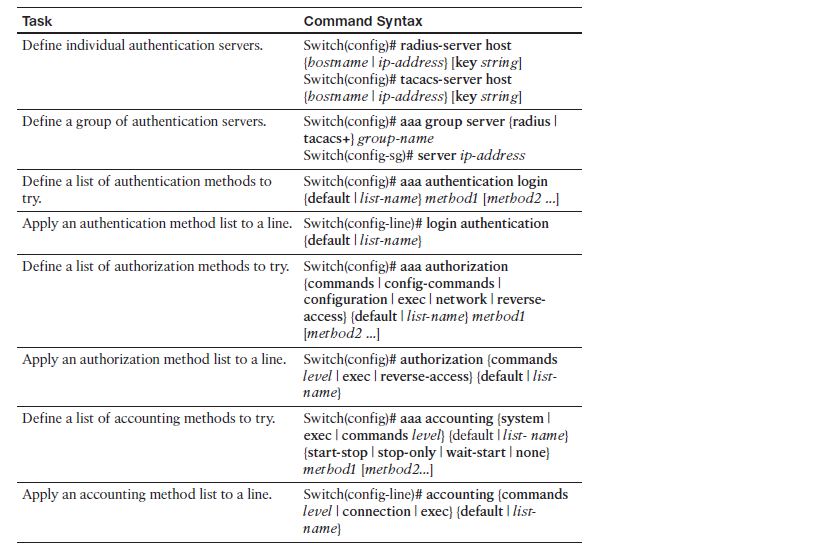 Task Command Syntax
Define individual authentication servers. Switch(config)# radius-server host
{hostname | ip-address} [key string]
Switch(config)# tacacs-server host
{hostname | ip-address} [key string]
Define a group of authentication servers. Switch(config)# aaa group server {radius |
tacacs+} group-name
Switch(config-sg)# server ip-address
Define a list of authentication methods to Switch(config)# aaa authentication login
try. {default | list-name} method1 [method2 ...]
Apply an authentication method list to a line. Switch(config-line)# login authentication
{default | list-name}
Define a list of authorization methods to try. Switch(config)# aaa authorization
{commands | config-commands |
configuration | exec | network | reverse-
access} {default | list-name} method1
[method2 ...]
Apply an authorization method list to a line. Switch(config)# authorization {commands
level | exec | reverse-access} {default | list-
name}
Define a list of accounting methods to try. Switch(config)# aaa accounting {system |
exec | commands level} {default | list- name}
{start-stop | stop-only | wait-start | none}
method1 [method2...]
Apply an accounting method list to a line. Switch(config-line)# accounting {commands
level | connection | exec} {default | list-
name}